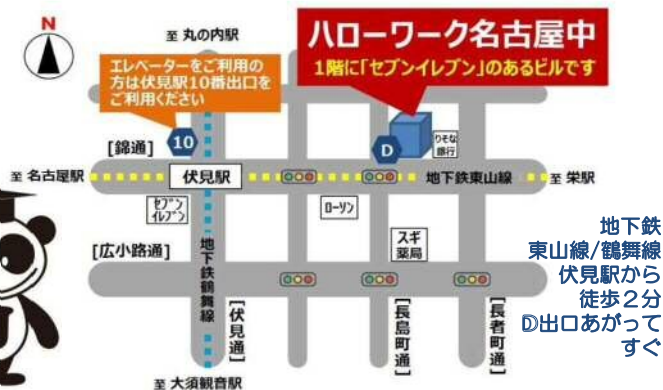 N
至 丸の内駅
ハローワーク名古屋中
1階に「セブンイレブン」のあるビルです
エレベーターをご利用の
方は伏見駅10番出口を
ご利用ください
[錦通]
10
D
りそな
銀行
至 名古屋駅
伏見駅
地下鉄東山線
至 栄駅
セブン
イレブン
ローソン
[広小路通]
スギ
薬局
地下鉄鶴舞線
[伏見通]
[長島町通]
[長者町通]
至 大須観音駅
地下鉄
東山線/鶴舞線
伏見駅から
徒歩２分
D出口あがって
すぐ